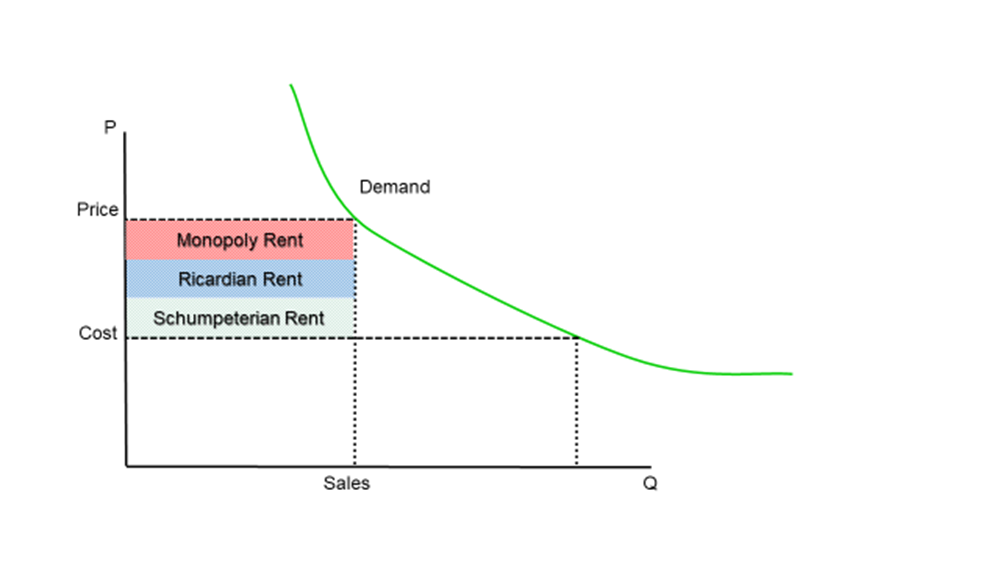 P
Demand
Price
Monopoly Rent
Ricardian Rent
Schumpeterian Rent
Cost
Sales
Q